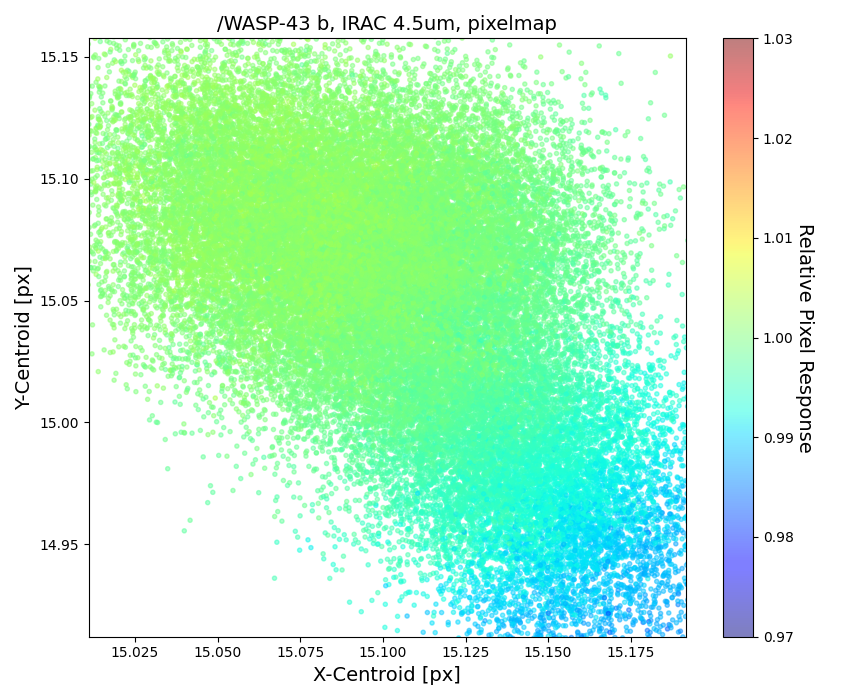 /WASP-43 b, IRAC 4.5um, pixelmap
15.15
15.10
15.05
15.00
14.95
Y-Centroid [px]
15.025 15.050 15.075 15.100 15.125 15.150 15.175
X-Centroid [px]
1.03
1.02
1.01
1.00
0.99
0.98
0.97
Relative Pixel Response